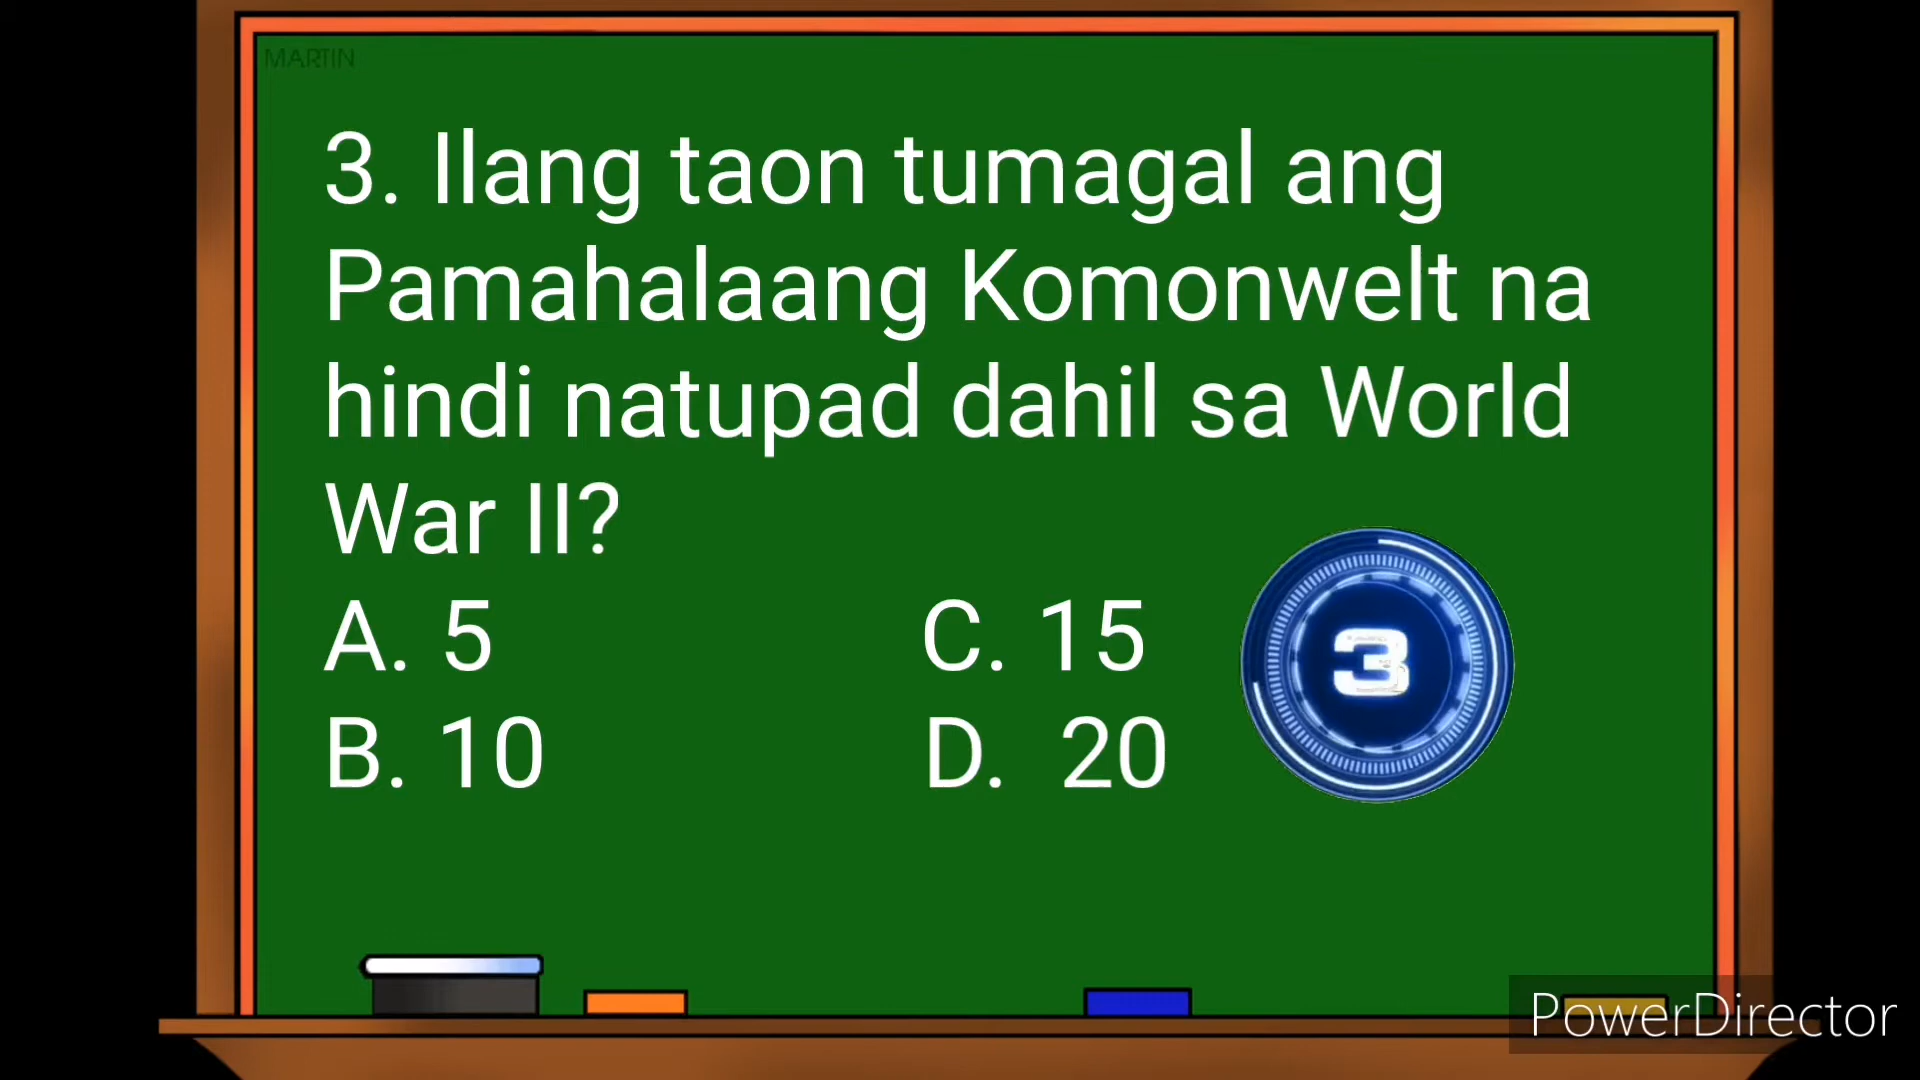 MARTIN
3. Ilang taon tumagal ang
Pamahalaang Komonwelt na
hindi natupad dahil sa World
War II?
A. 5 C. 15
B. 10 D. 20
3
PowerDirector